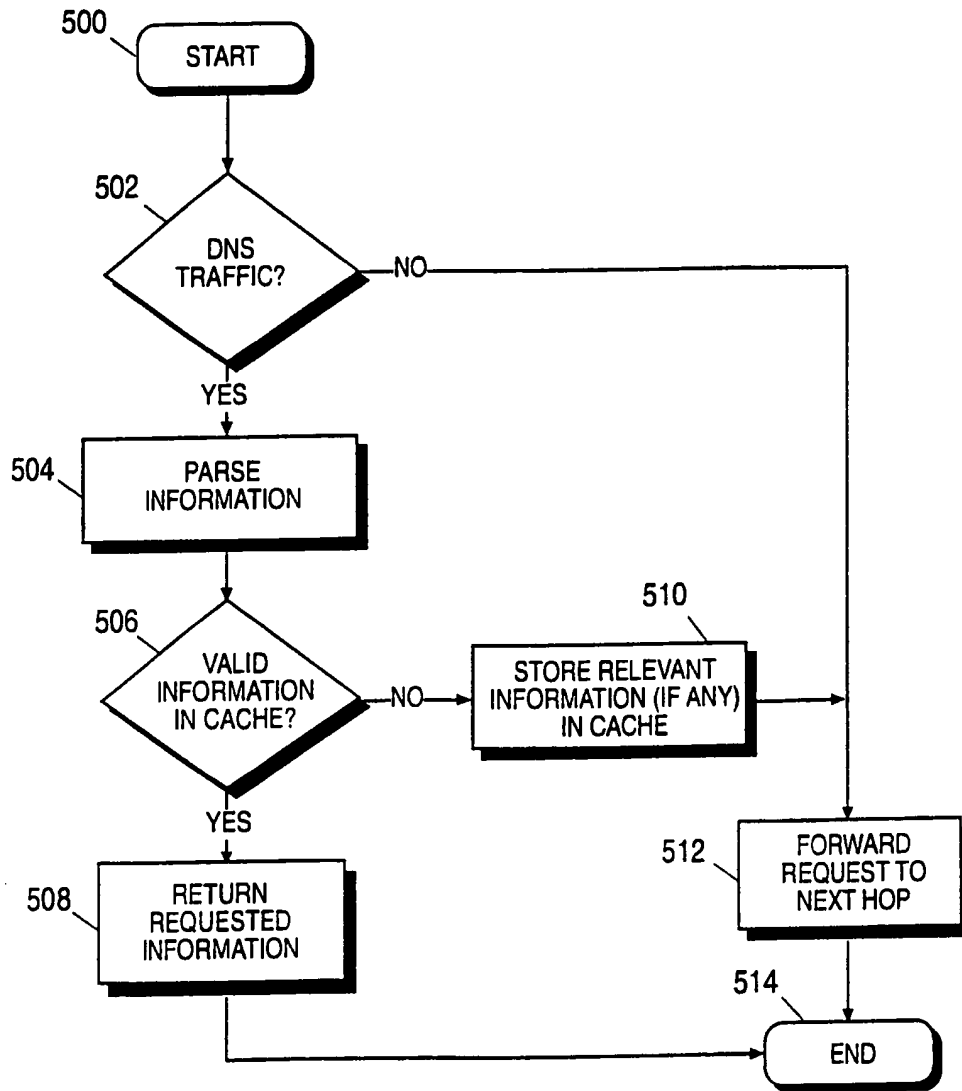 500
START
502
DNS
TRAFFIC?
NO
YES
504
PARSE
INFORMATION
506
VALID
INFORMATION
IN CACHE?
NO
510
STORE RELEVANT
INFORMATION (IF ANY)
IN CACHE
YES
508
RETURN
REQUESTED
INFORMATION
512
FORWARD
REQUEST TO
NEXT HOP
514
END